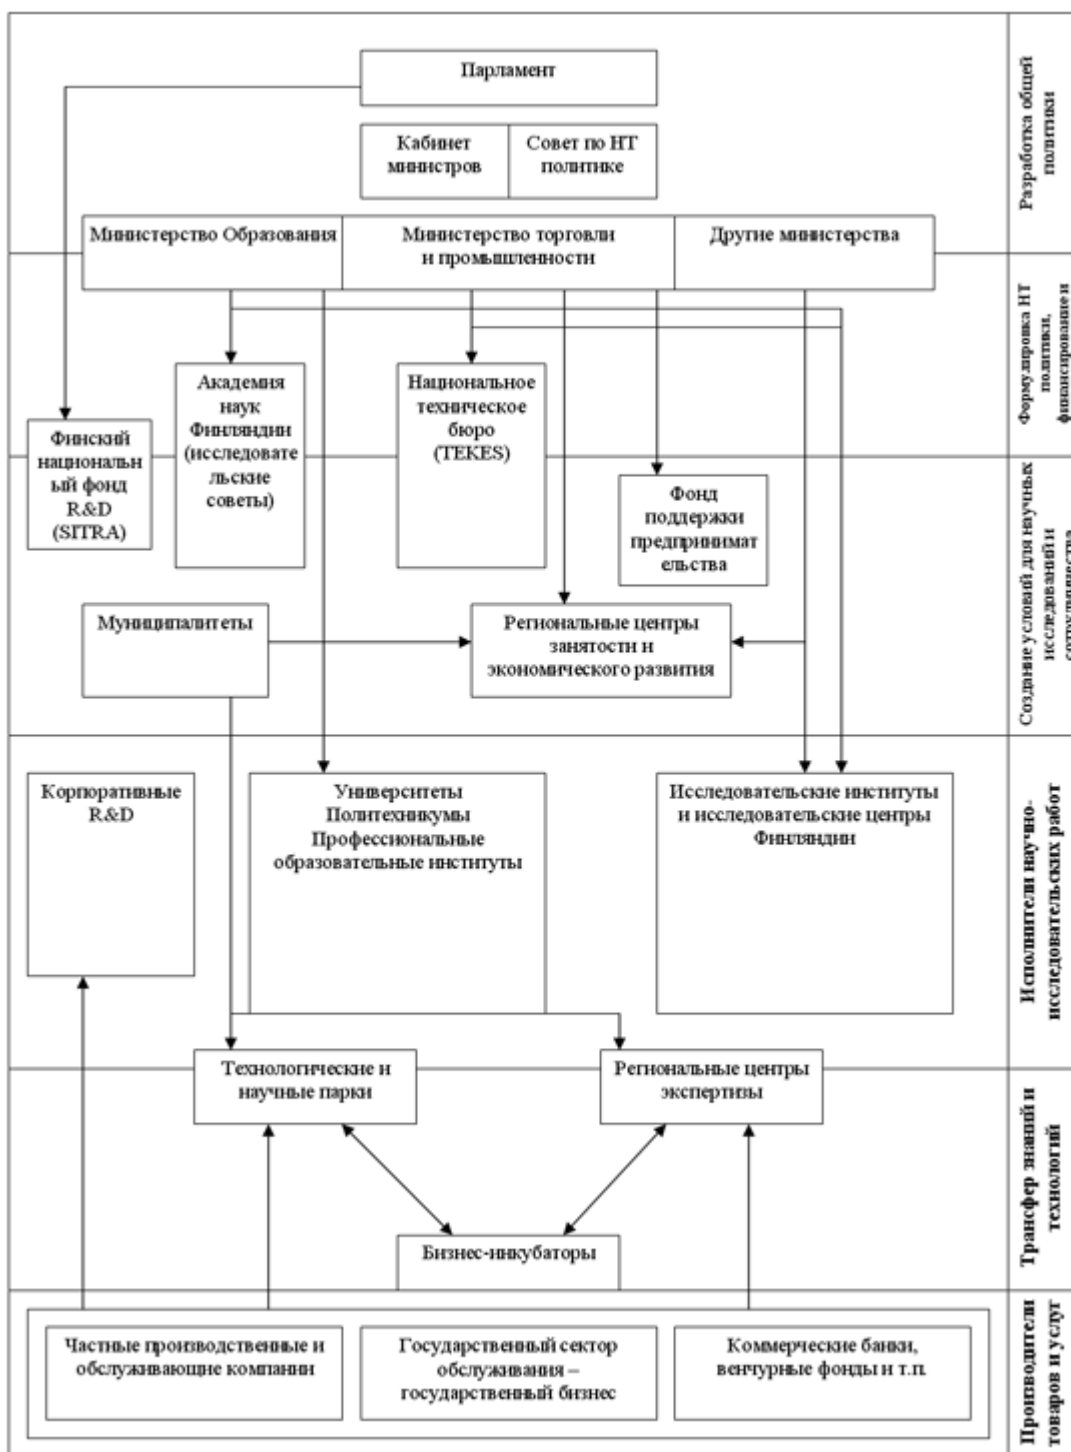 Парламент
Кабинет
министров
Совет по НТ
политике
Разработка общей
политики
Министерство Образования
Министерство торговли
и промышленности
Другие министерства
Формулировка НТ
политики,
финансирование и
Академия
наук
Финляндии
(исследовате
льские
советы)
Национальное
техническое
бюро
(TEKES)
Финский
националь
ный фонд
R&D
(SITRA)
Фонд
поддержки
предпринимат
ельства
Создание условий для научных
исследований и
сотрудничества
Муниципалитеты
Региональные центры
занятости и
экономического развития
Корпоративные
R&D
Университеты
Политехникумы
Профессиональные
образовательные институты
Исследовательские институты
и исследовательские центры
Финляндии
Исполнители научно-
исследовательских работ
Технологические и
научные парки
Региональные центры
экспертизы
Трансфер знаний и
технологий
Бизнес-инкубаторы
Частные производственные и
обслуживающие компании
Государственный сектор
обслуживания –
государственный бизнес
Коммерческие банки,
венчурные фонды и т.п.
Производители
товаров и услуг